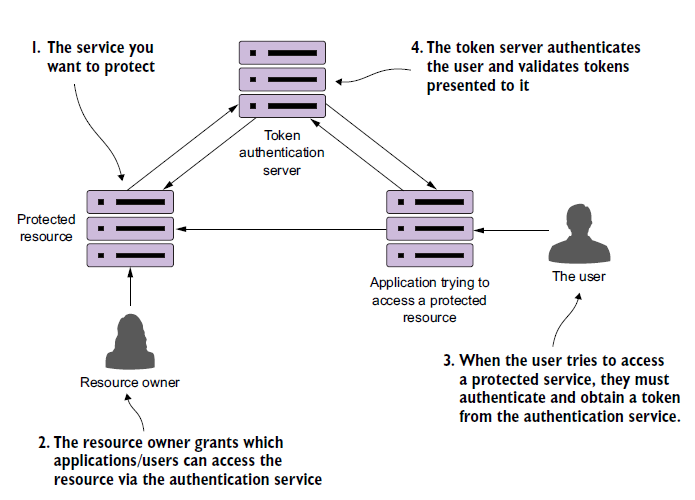 1. The service you
want to protect
4. The token server authenticates
the user and validates tokens
presented to it
Token
authentication
server
Protected
resource
Application trying to
access a protected
resource
The user
Resource owner
3. When the user tries to access
a protected service, they must
authenticate and obtain a token
from the authentication service.
2. The resource owner grants which
applications/users can access the
resource via the authentication service